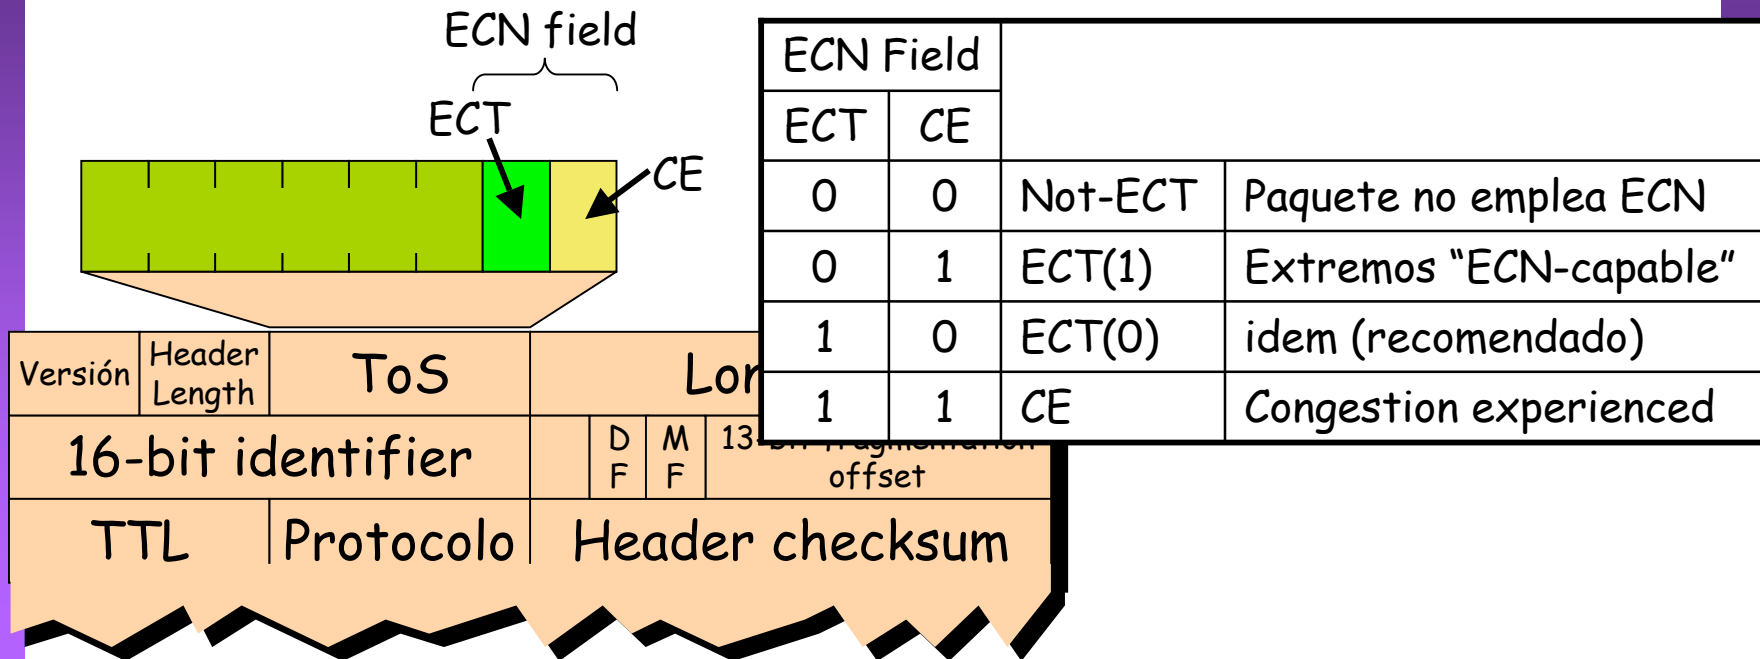 ECN field
ECT
CE
ECN Field
ECT CE
0 0 Not-ECT Paquete no emplea ECN
0 1 ECT(1) Extremos “ECN-capable”
1 0 ECT(0) idem (recomendado)
1 1 CE Congestion experienced
Versión
Header
Length
ToS
Lon
16-bit identifier
D
F
M
F
13-bit fragmentation
offset
TTL Protocolo Header checksum